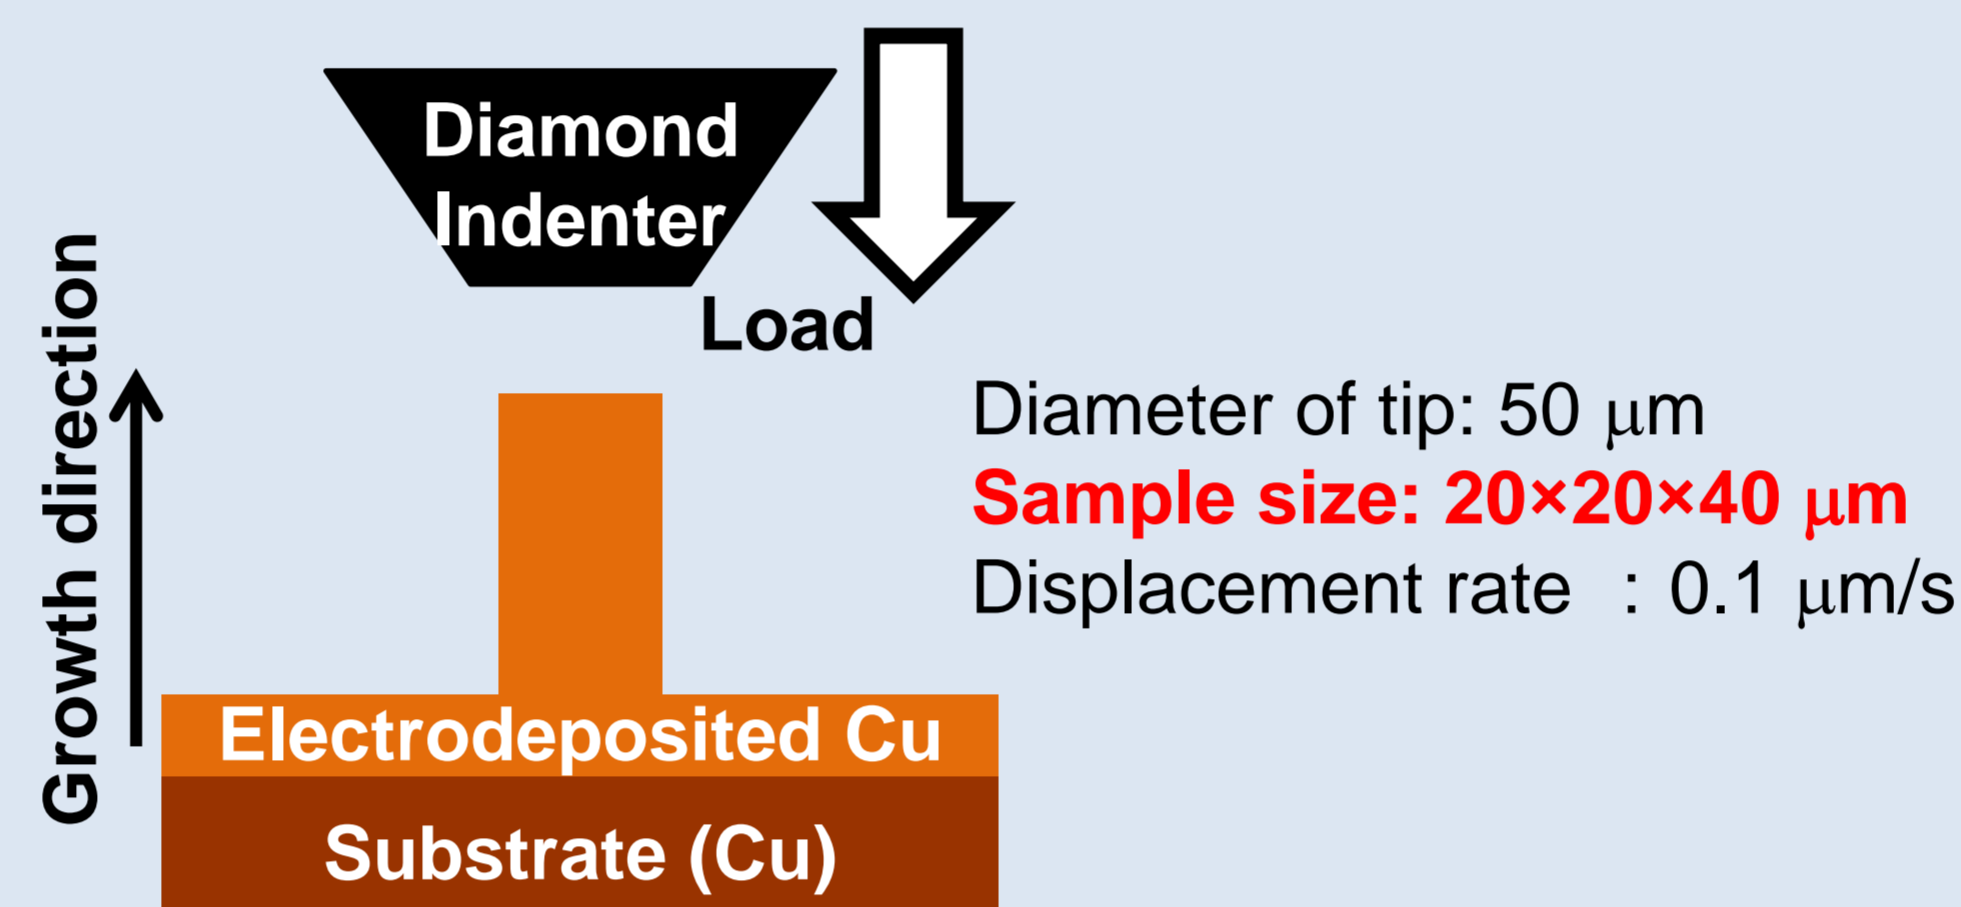 Diamond
Indenter
Load
Growth direction
Diameter of tip: 50 μm
Sample size: 20×20×40 μm
Displacement rate : 0.1 μm/s
Electrodeposited Cu
Substrate (Cu)